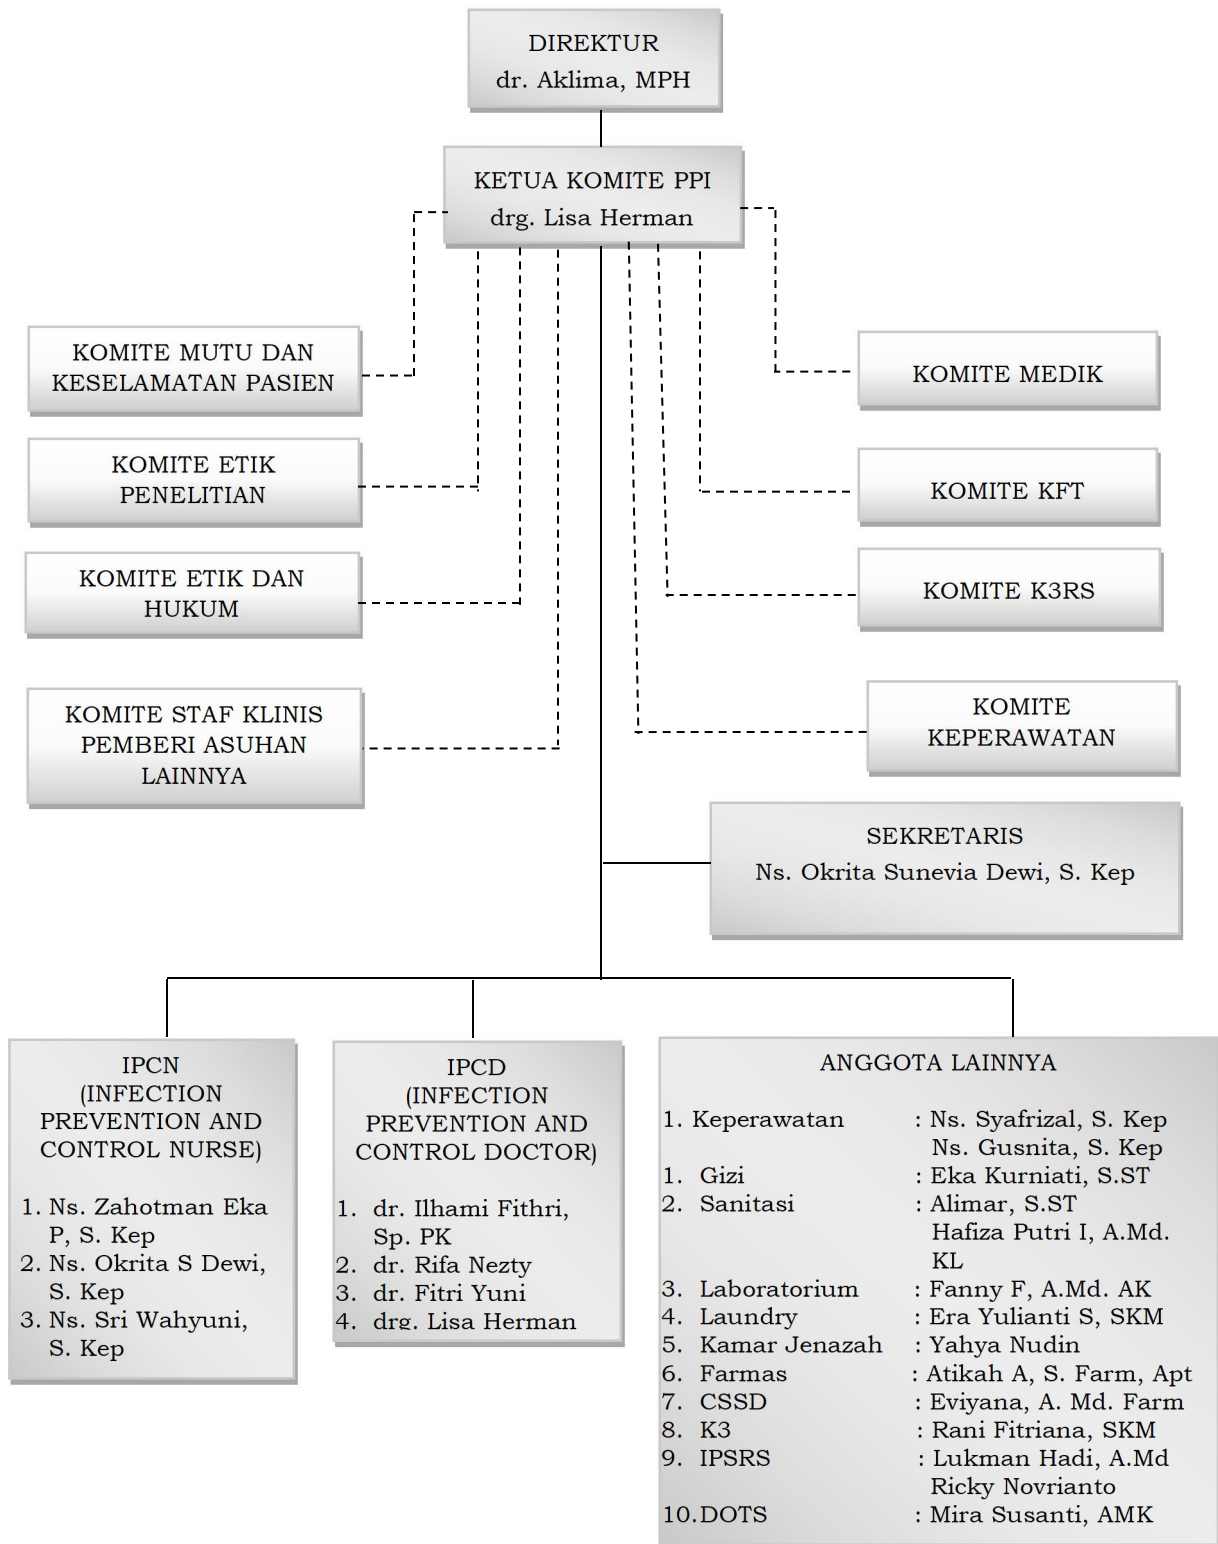 DIREKTUR
dr. Aklima, MPH
KETUA KOMITE PPI
drg. Lisa Herman
KOMITE MUTU DAN
KESELAMATAN PASIEN
KOMITE MEDIK
KOMITE ETIK
PENELITIAN
KOMITE KFT
KOMITE ETIK DAN
HUKUM
KOMITE K3RS
KOMITE STAF KLINIS
PEMBERI ASUHAN
LAINNYA
KOMITE
KEPERAWATAN
SEKRETARIS
Ns. Okrita Sunevia Dewi, S. Kep
IPCN
(INFECTION
PREVENTION AND
CONTROL NURSE)
1. Ns. Zahotman Eka
P, S. Kep
2. Ns. Okrita S Dewi,
S. Kep
3. Ns. Sri Wahyuni,
S. Kep
IPCD
(INFECTION
PREVENTION AND
CONTROL DOCTOR)
1. dr. Ilhami Fithri,
Sp. PK
2. dr. Rifa Nezty
3. dr. Fitri Yuni
4. drg. Lisa Herman
ANGGOTA LAINNYA
1. Keperawatan : Ns. Syafrizal, S. Kep
Ns. Gusnita, S. Kep
1. Gizi : Eka Kurniati, S.ST
2. Sanitasi : Alimar, S.ST
Hafiza Putri I, A.Md.
KL
3. Laboratorium : Fanny F, A.Md. AK
4. Laundry : Era Yulianti S, SKM
5. Kamar Jenazah : Yahya Nudin
6. Farmas : Atikah A, S. Farm, Apt
7. CSSD : Eviyana, A. Md. Farm
8. K3 : Rani Fitriana, SKM
9. IPSRS : Lukman Hadi, A.Md
Ricky Novrianto
10.DOTS : Mira Susanti, AMK